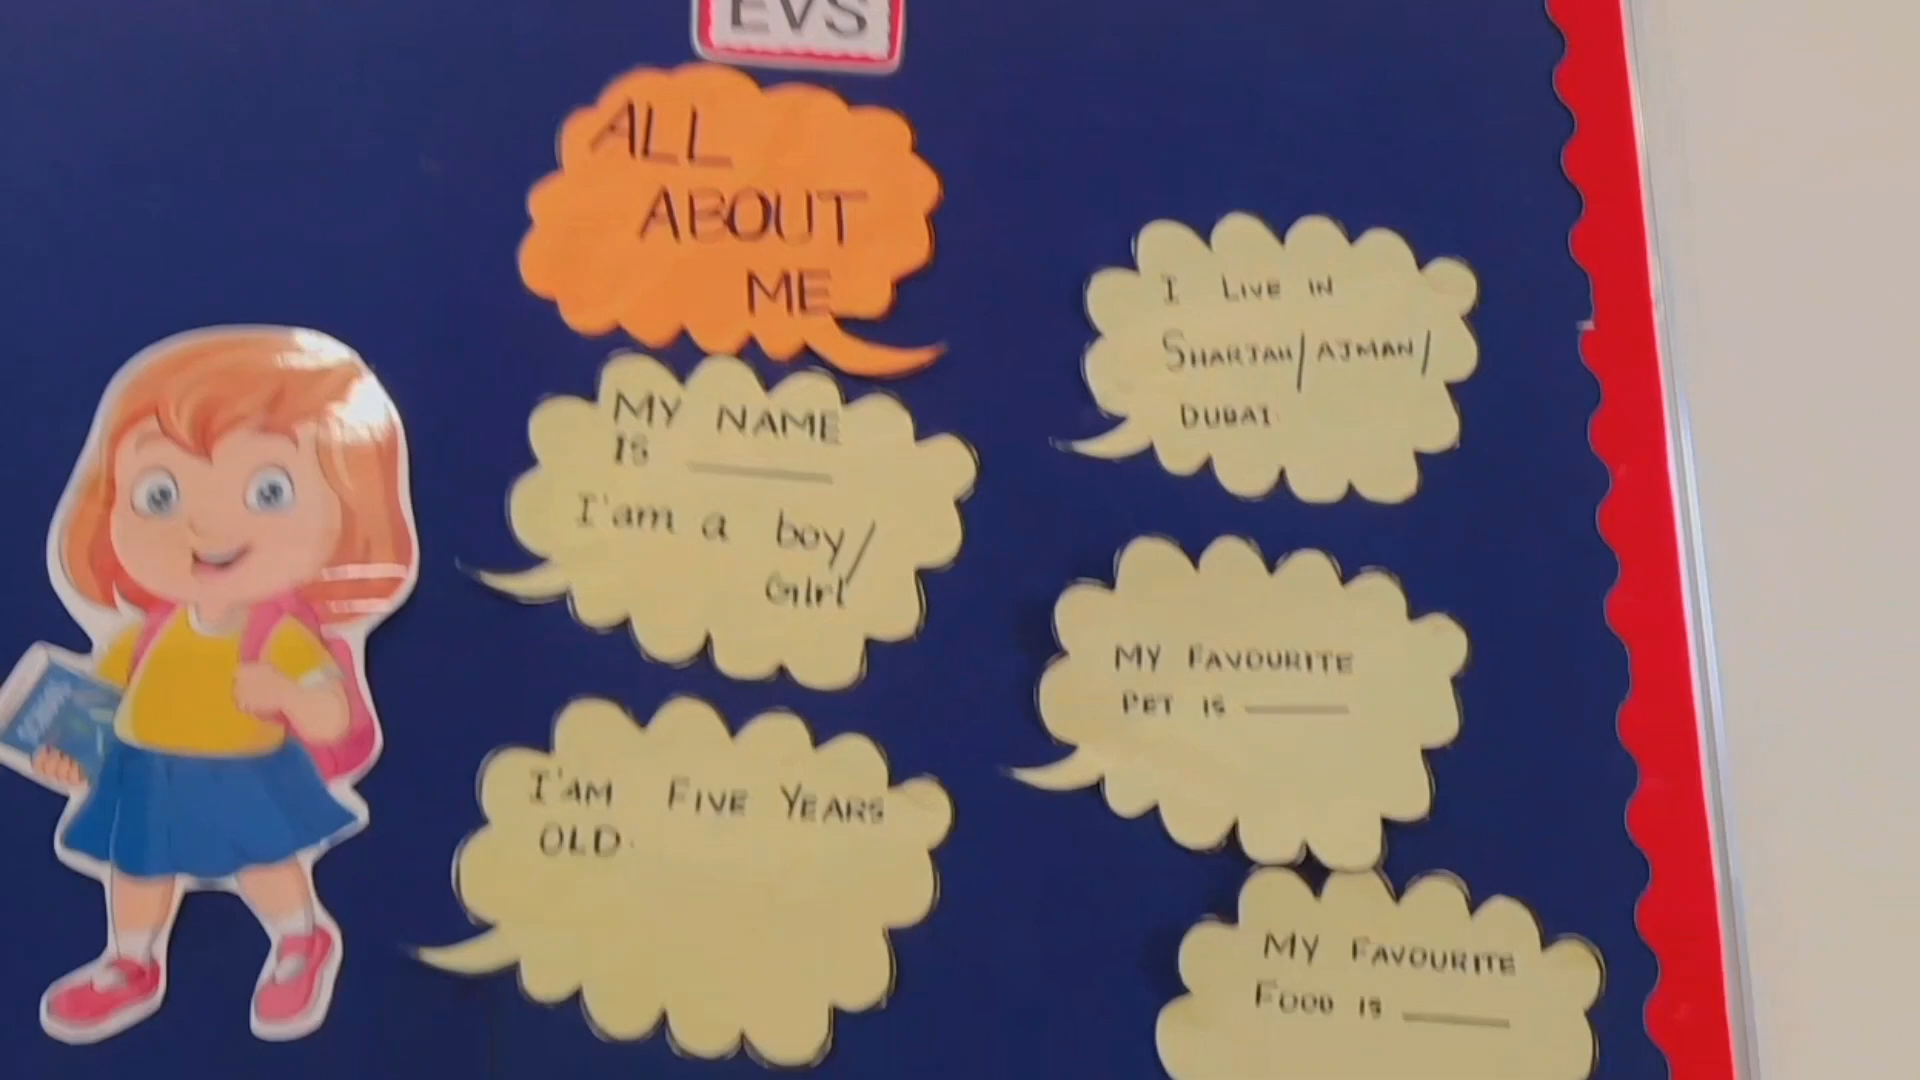 EVS
ALL
ABOUT
ME
MY NAME
IS
I'am a boy/
Girl
I'AM FIVE YEARS
OLD.
I LIVE IN
SHARJAH/AJMAN/
DUBAI.
MY FAVOURITE
PET IS
MY FAVOURITE
FOOD IS